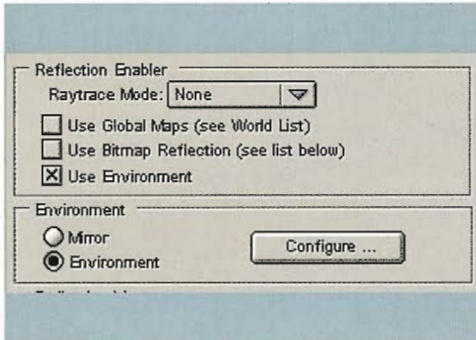 Reflection Enabler
Raytrace Mode: None
Use Global Maps (see World List)
Use Bitmap Reflection (see list below)
Use Environment
Environment
Mirror
Configure ...
Environment